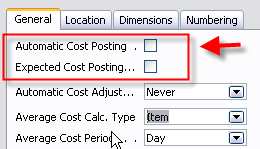 General Location Dimensions Numbering
Automatic Cost Posting .
Expected Cost Posting...
Automatic Cost Adjust... Never
Average Cost Calc. Type Item
Average Cost Period . . Day